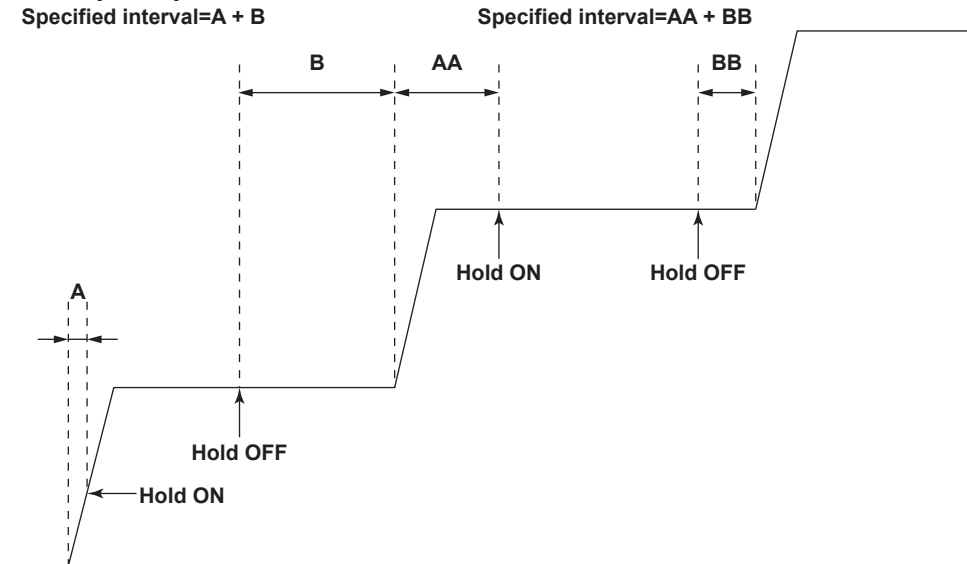 Specified interval=A + B
Specified interval=AA + BB
B
AA
BB
Hold ON
Hold OFF
A
Hold OFF
Hold ON